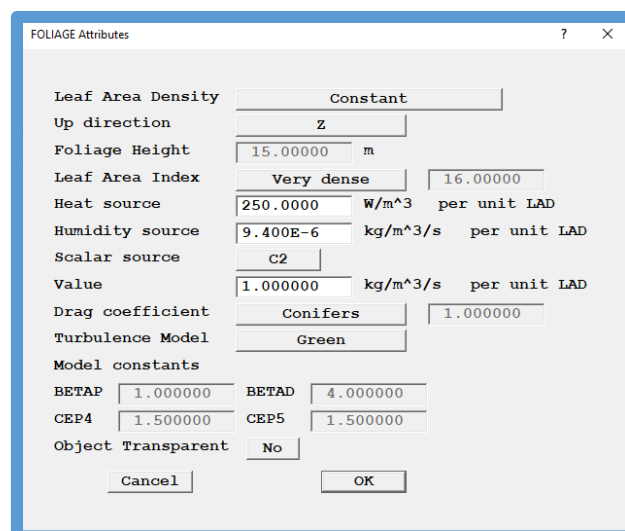 FOLIAGE Attributes ? ×
Leaf Area Density Constant
Up direction Z
Foliage Height 15.00000 m
Leaf Area Index Very dense 16.00000
Heat source 250.0000 W/m^3 per unit LAD
Humidity source 9.400E-6 kg/m^3/s per unit LAD
Scalar source C2
Value 1.000000 kg/m^3/s per unit LAD
Drag coefficient Conifers 1.000000
Turbulence Model Green
Model constants
BETAP 1.000000 BETAD 4.000000
CEP4 1.500000 CEP5 1.500000
Object Transparent No
Cancel OK